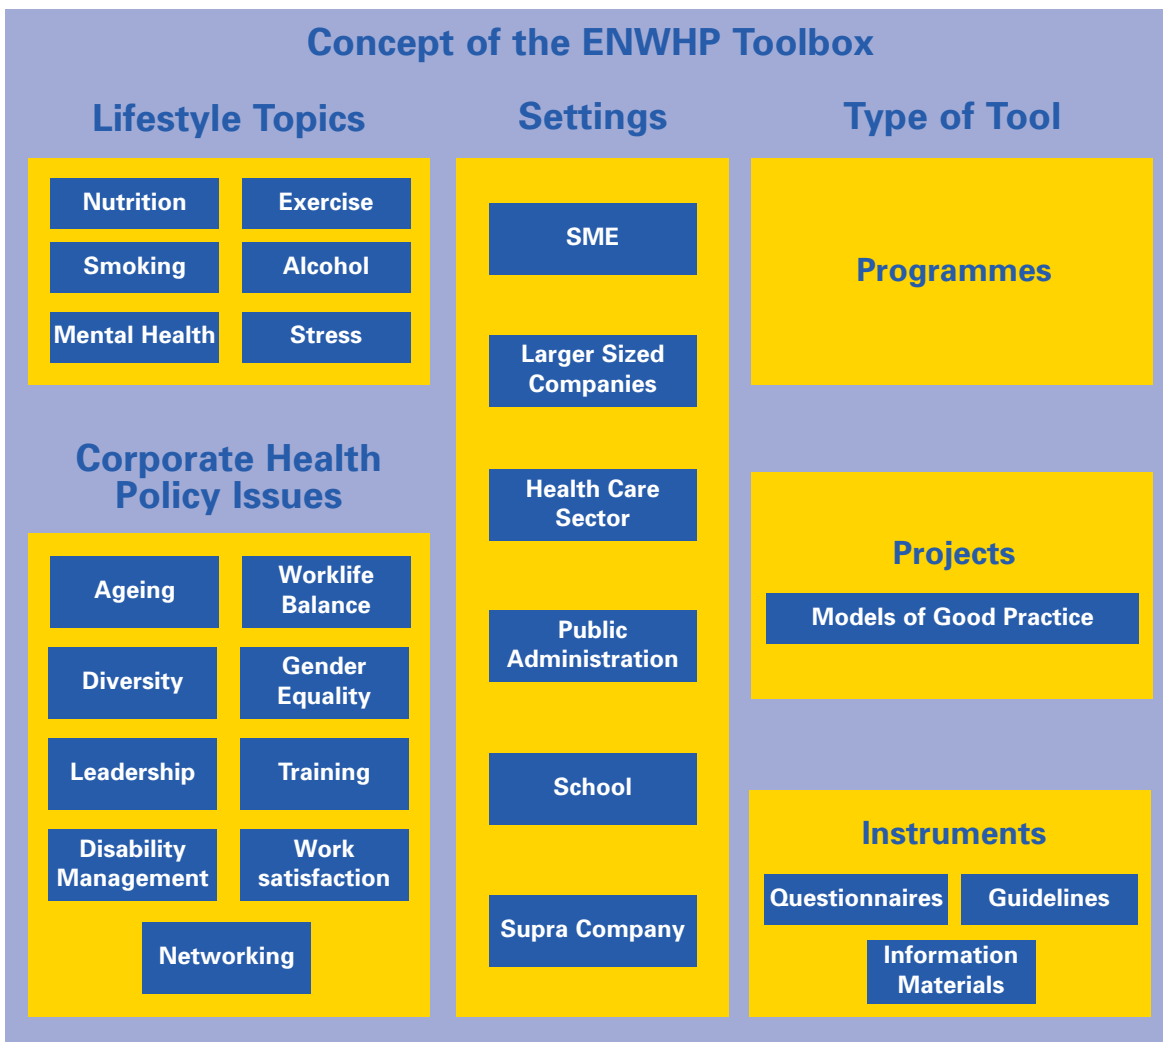 Concept of the ENWHP Toolbox
Lifestyle Topics
Nutrition
Exercise
Smoking
Alcohol
Mental Health
Stress
Corporate Health
Policy Issues
Ageing
Worklife
Balance
Diversity
Gender
Equality
Leadership
Training
Disability
Management
Work
satisfaction
Networking
Settings
SME
Larger Sized
Companies
Health Care
Sector
Public
Administration
School
Supra Company
Type of Tool
Programmes
Projects
Models of Good Practice
Instruments
Questionnaires
Guidelines
Information
Materials